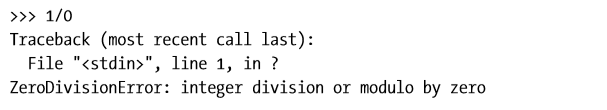 >>> 1/0
Traceback (most recent call last):
  File "<stdin>", line 1, in ?
ZeroDivisionError: integer division or modulo by zero